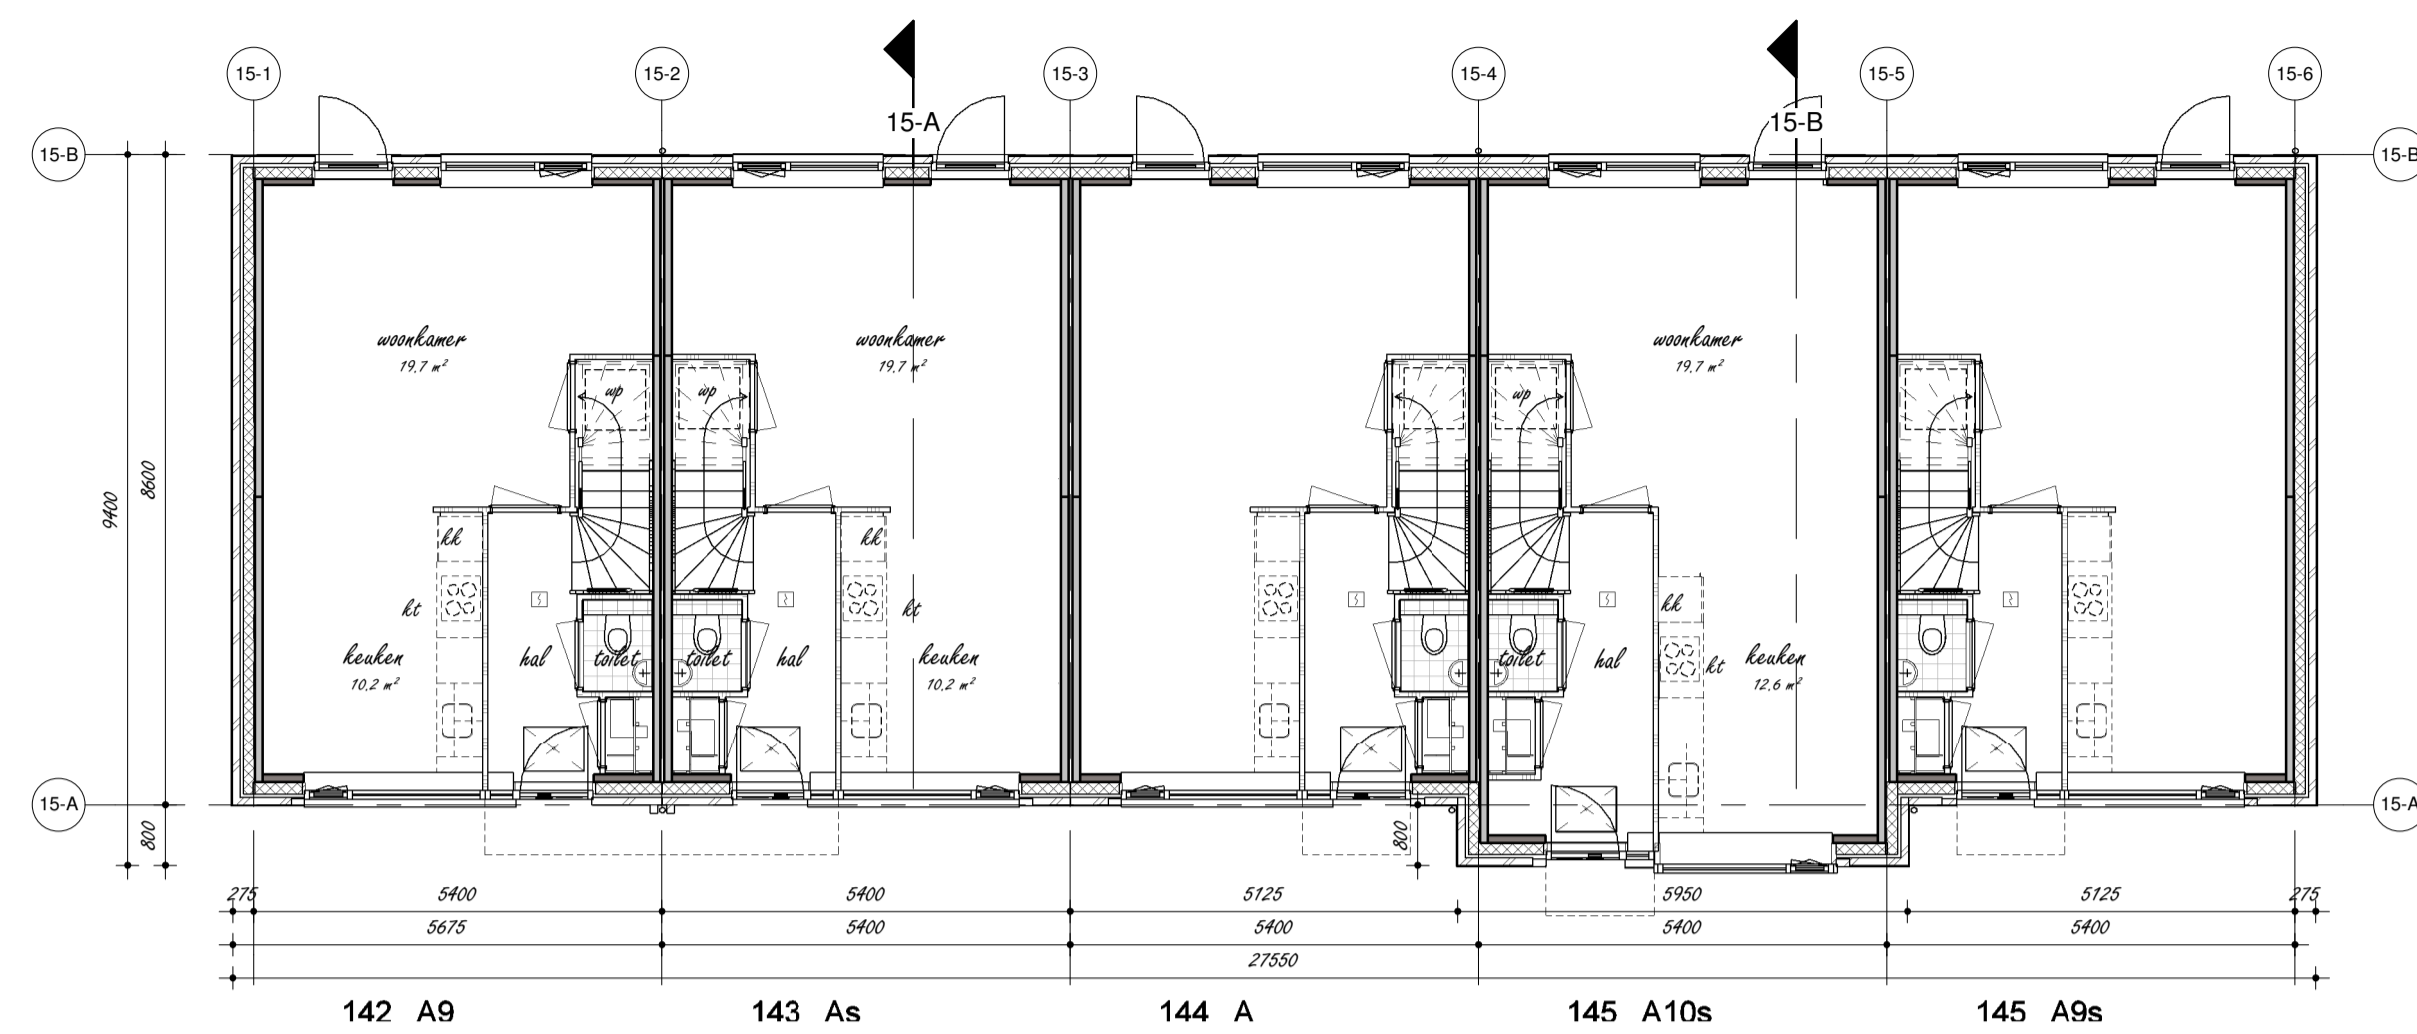 15-1 15-2 15-3 15-4 15-5 15-6
15-A 15-B
15-B 15-B
woonkamer woonkamer woonkamer
19.7 m² 19.7 m² 19.7 m²
wp wp wp
9400 8600
kk kk
kt kt kk
keuken hal toilet toilet hal keuken toilet hal kt keuken
10.2 m² 10.2 m² 12.6 m²
15-A 15-A
800 800
275 5400 5400 5125 5950 5125 275
5675 5400 5400 5400 5400
27550
142 A9 143 As 144 A 145 A10s 145 A9s